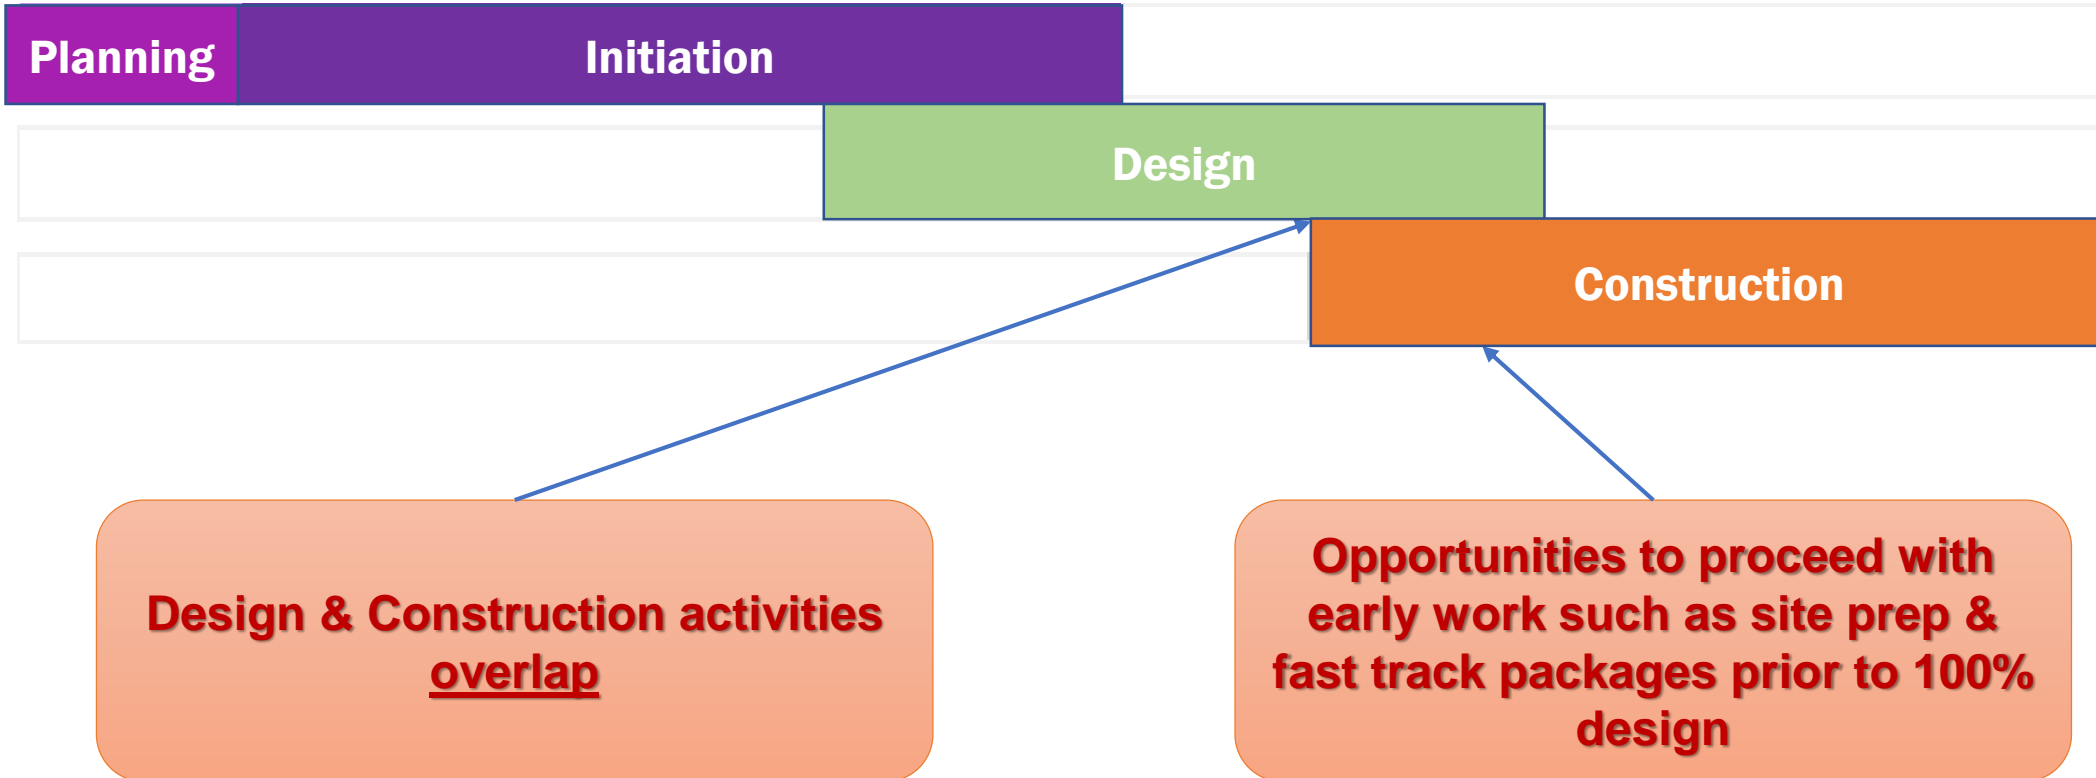 Planning
Initiation
Design
Construction
Design & Construction activities
overlap
Opportunities to proceed with
early work such as site prep &
fast track packages prior to 100%
design